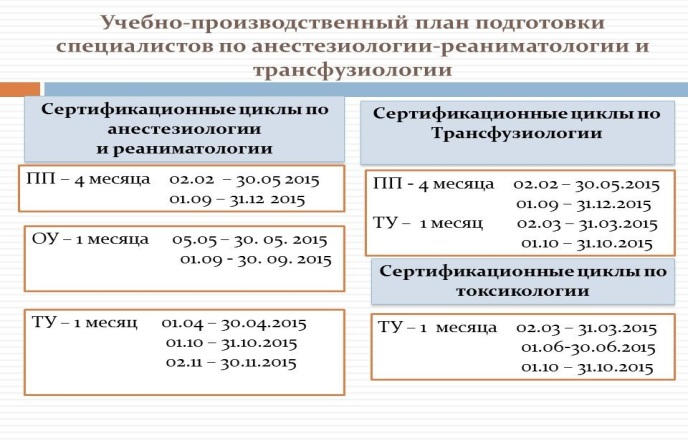 Учебно-производственный план подготовки
специалистов по анестезиологии-реаниматологии и
трансфузиологии
Сертификационные циклы по
анестезиологии
и реаниматологии
ПП – 4 месяца 02.02 – 30.05 2015
01.09 – 31.12 2015
ОУ – 1 месяца 05.05 – 30. 05. 2015
01.09 - 30. 09. 2015
ТУ – 1 месяц 01.04 – 30.04.2015
01.10 – 31.10.2015
02.11 – 30.11.2015
Сертификационные циклы по
Трансфузиологии
ПП - 4 месяца 02.02 – 30.05.2015
01.09 – 31.12.2015
ТУ – 1 месяц 02.03 – 31.03.2015
01.10 – 31.10.2015
Сертификационные циклы по
токсикологии
ТУ – 1 месяца 02.03 – 31.03.2015
01.06-30.06.2015
01.10 – 31.10.2015